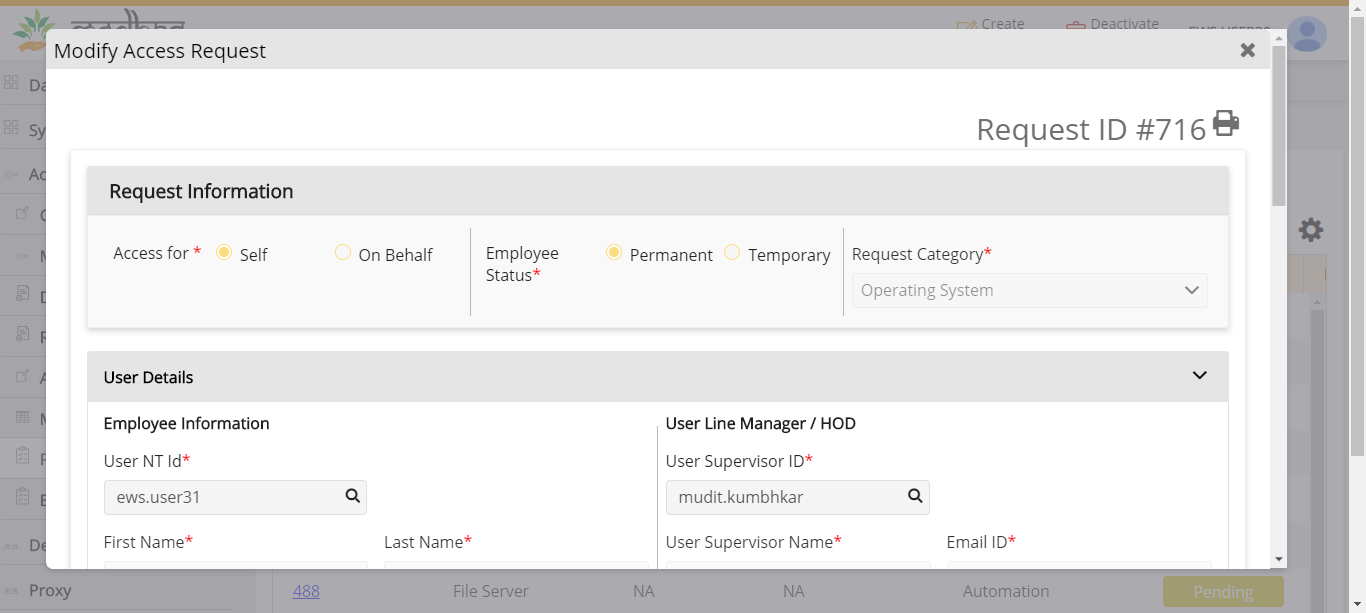 Create
Deactivate
Modify Access Request
Request ID #716
Request Information
Access for *
Self
On Behalf
Employee
Status*
Permanent
Temporary
Request Category*
Operating System
User Details
Employee Information
User Line Manager / HOD
User NT Id*
User Supervisor ID*
ews.user31
mudit.kumbhkar
First Name*
Last Name*
User Supervisor Name*
Email ID*
Proxy
488
File Server
NA
NA
Automation
Pending